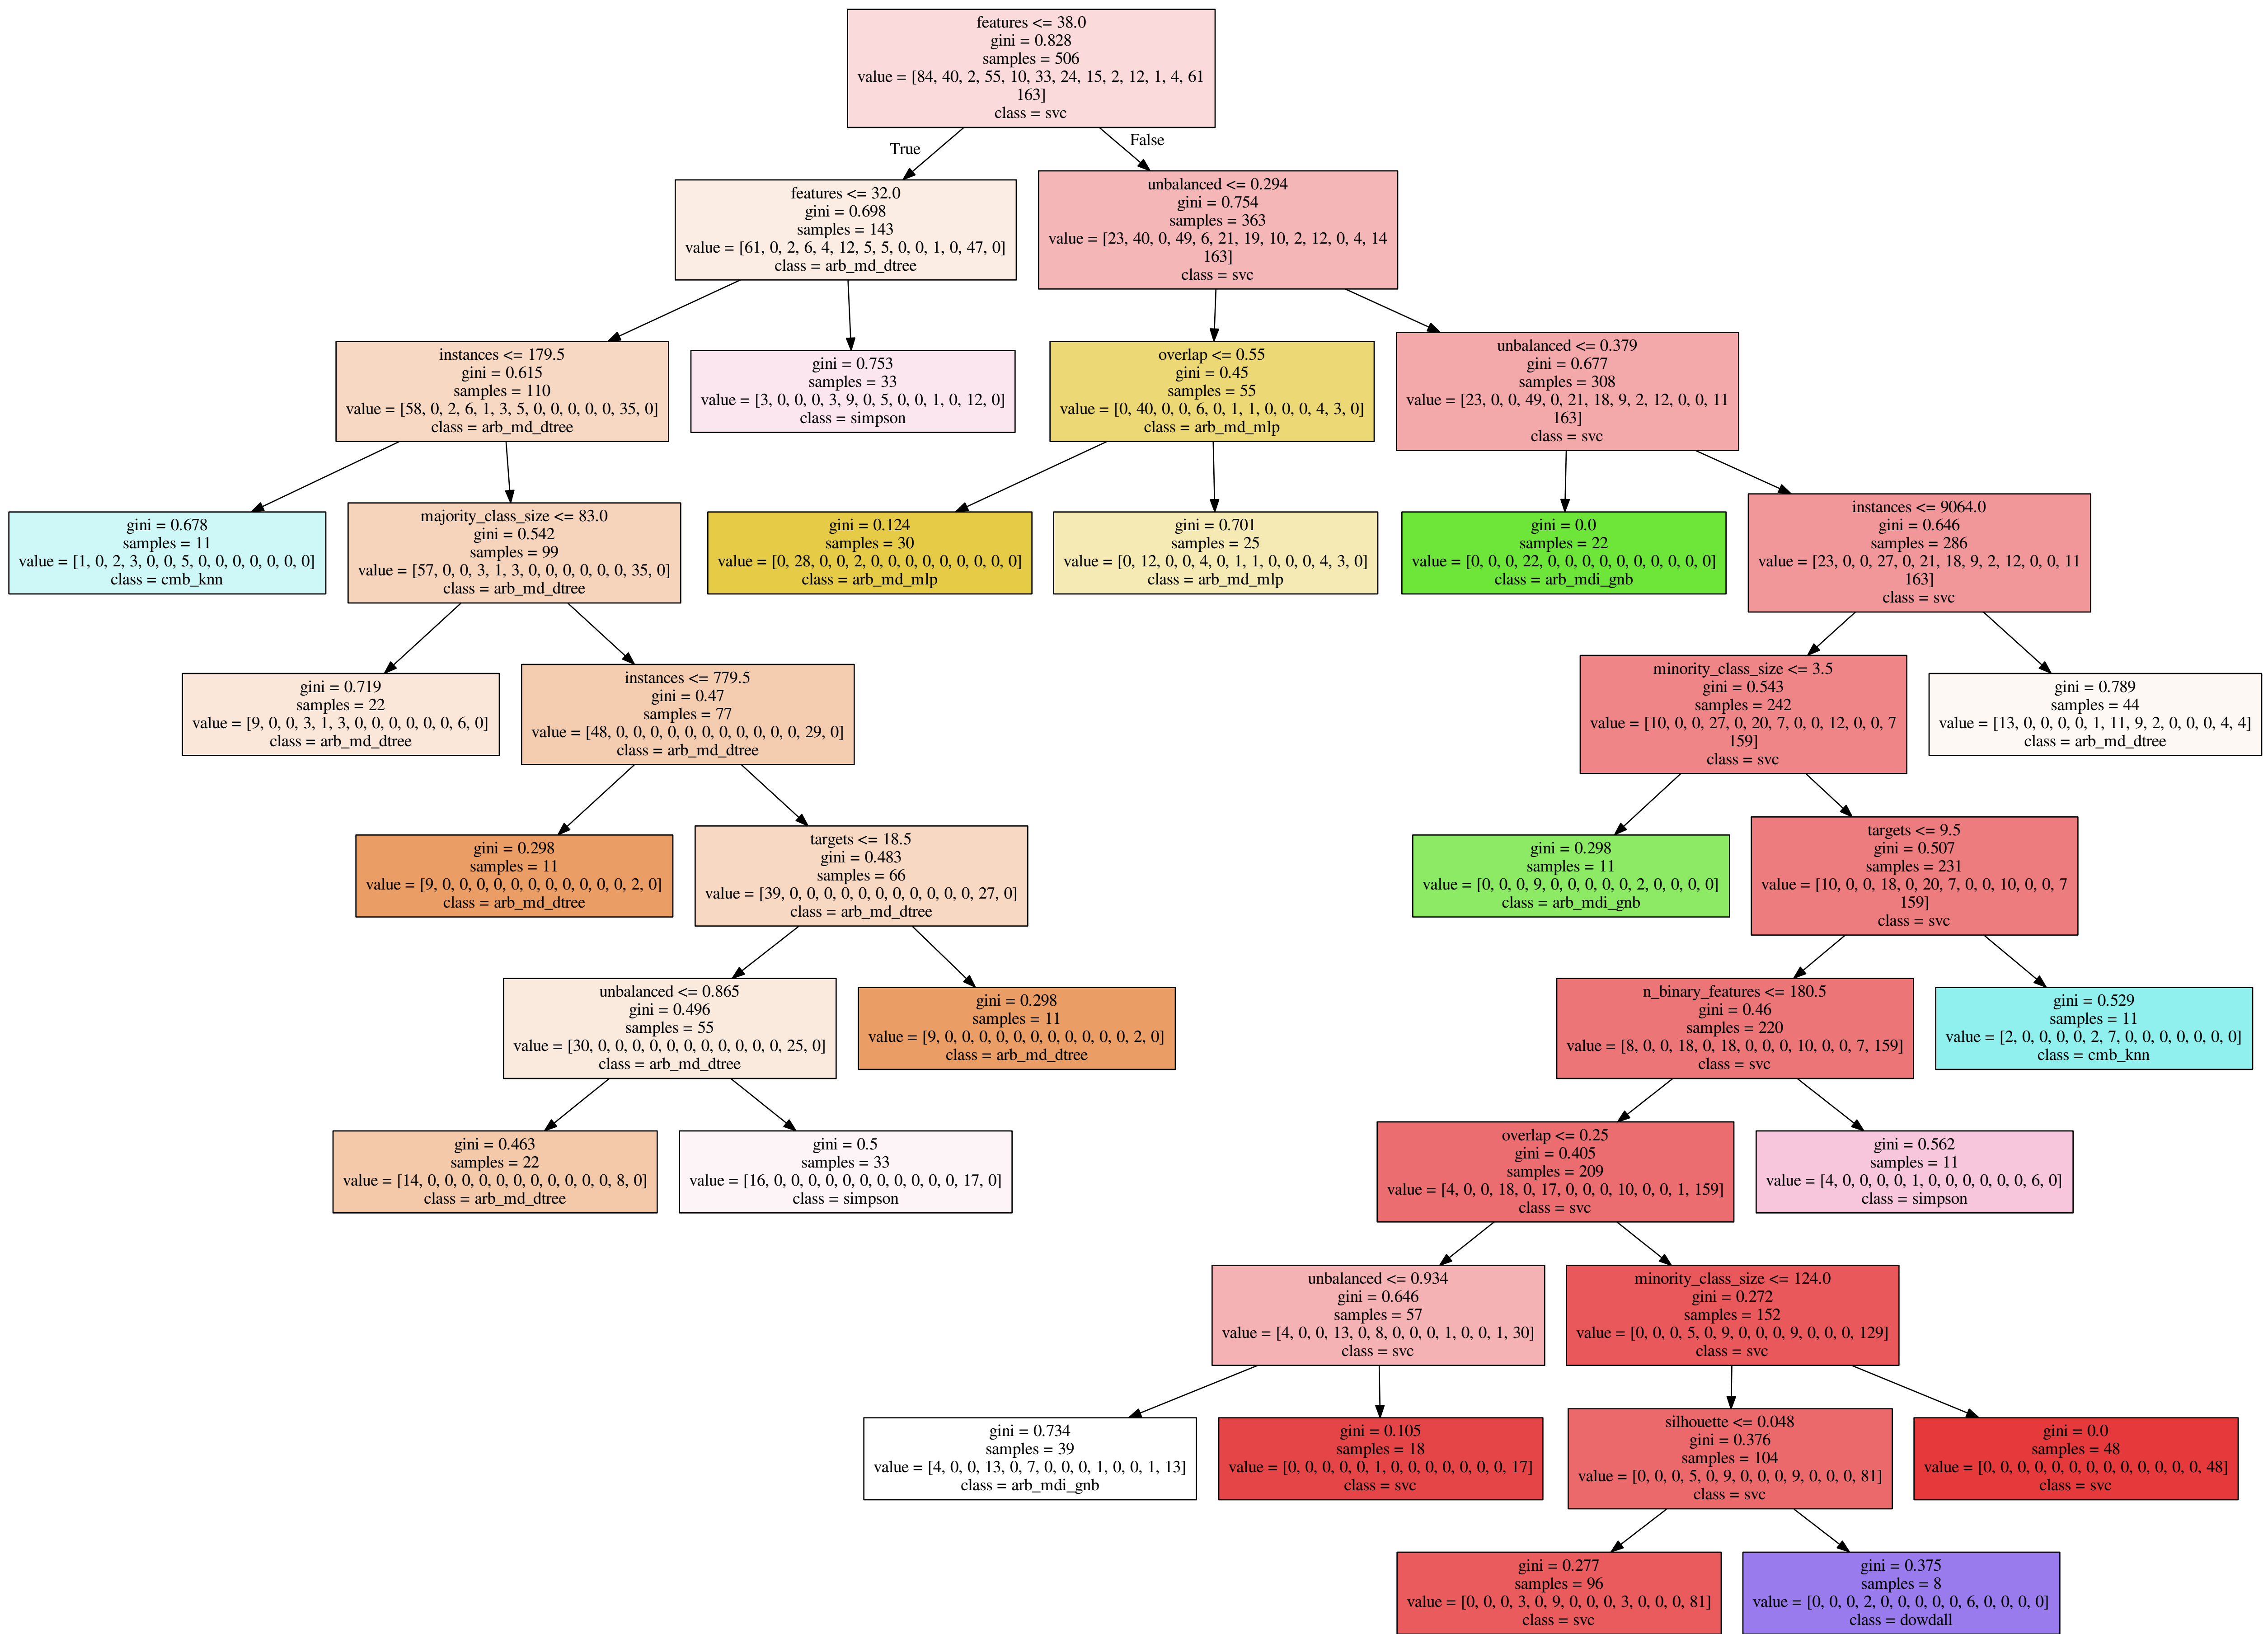 features <= 38.0
gini = 0.828
samples = 506
value = [84, 40, 2, 55, 10, 33, 24, 15, 2, 12, 1, 4, 61
163]
class = svc
True
False
features <= 32.0
gini = 0.698
samples = 143
value = [61, 0, 2, 6, 4, 12, 5, 5, 0, 0, 1, 0, 47, 0]
class = arb_md_dtree
unbalanced <= 0.294
gini = 0.754
samples = 363
value = [23, 40, 0, 49, 6, 21, 19, 10, 2, 12, 0, 4, 14
163]
class = svc
instances <= 179.5
gini = 0.615
samples = 110
value = [58, 0, 2, 6, 1, 3, 5, 0, 0, 0, 0, 0, 35, 0]
class = arb_md_dtree
gini = 0.753
samples = 33
value = [3, 0, 0, 0, 3, 9, 0, 5, 0, 0, 1, 0, 12, 0]
class = simpson
overlap <= 0.55
gini = 0.45
samples = 55
value = [0, 40, 0, 0, 6, 0, 1, 1, 0, 0, 0, 4, 3, 0]
class = arb_md_mlp
unbalanced <= 0.379
gini = 0.677
samples = 308
value = [23, 0, 0, 49, 0, 21, 18, 9, 2, 12, 0, 0, 11
163]
class = svc
gini = 0.678
samples = 11
value = [1, 0, 2, 3, 0, 0, 5, 0, 0, 0, 0, 0, 0, 0]
class = cmb_knn
majority_class_size <= 83.0
gini = 0.542
samples = 99
value = [57, 0, 0, 3, 1, 3, 0, 0, 0, 0, 0, 0, 35, 0]
class = arb_md_dtree
gini = 0.124
samples = 30
value = [0, 28, 0, 0, 2, 0, 0, 0, 0, 0, 0, 0, 0, 0]
class = arb_md_mlp
gini = 0.701
samples = 25
value = [0, 12, 0, 0, 4, 0, 1, 1, 0, 0, 0, 4, 3, 0]
class = arb_md_mlp
gini = 0.0
samples = 22
value = [0, 0, 0, 22, 0, 0, 0, 0, 0, 0, 0, 0, 0, 0]
class = arb_mdi_gnb
instances <= 9064.0
gini = 0.646
samples = 286
value = [23, 0, 0, 27, 0, 21, 18, 9, 2, 12, 0, 0, 11
163]
class = svc
gini = 0.719
samples = 22
value = [9, 0, 0, 3, 1, 3, 0, 0, 0, 0, 0, 0, 6, 0]
class = arb_md_dtree
instances <= 779.5
gini = 0.47
samples = 77
value = [48, 0, 0, 0, 0, 0, 0, 0, 0, 0, 0, 0, 29, 0]
class = arb_md_dtree
minority_class_size <= 3.5
gini = 0.543
samples = 242
value = [10, 0, 0, 27, 0, 20, 7, 0, 0, 12, 0, 0, 7
159]
class = svc
gini = 0.789
samples = 44
value = [13, 0, 0, 0, 0, 1, 11, 9, 2, 0, 0, 0, 4, 4]
class = arb_md_dtree
gini = 0.298
samples = 11
value = [9, 0, 0, 0, 0, 0, 0, 0, 0, 0, 0, 0, 2, 0]
class = arb_md_dtree
targets <= 18.5
gini = 0.483
samples = 66
value = [39, 0, 0, 0, 0, 0, 0, 0, 0, 0, 0, 0, 27, 0]
class = arb_md_dtree
gini = 0.298
samples = 11
value = [0, 0, 0, 9, 0, 0, 0, 0, 0, 2, 0, 0, 0, 0]
class = arb_mdi_gnb
targets <= 9.5
gini = 0.507
samples = 231
value = [10, 0, 0, 18, 0, 20, 7, 0, 0, 10, 0, 0, 7
159]
class = svc
unbalanced <= 0.865
gini = 0.496
samples = 55
value = [30, 0, 0, 0, 0, 0, 0, 0, 0, 0, 0, 0, 25, 0]
class = arb_md_dtree
gini = 0.298
samples = 11
value = [9, 0, 0, 0, 0, 0, 0, 0, 0, 0, 0, 0, 2, 0]
class = arb_md_dtree
n_binary_features <= 180.5
gini = 0.46
samples = 220
value = [8, 0, 0, 18, 0, 18, 0, 0, 0, 10, 0, 0, 7, 159]
class = svc
gini = 0.529
samples = 11
value = [2, 0, 0, 0, 0, 2, 7, 0, 0, 0, 0, 0, 0, 0]
class = cmb_knn
gini = 0.463
samples = 22
value = [14, 0, 0, 0, 0, 0, 0, 0, 0, 0, 0, 0, 8, 0]
class = arb_md_dtree
gini = 0.5
samples = 33
value = [16, 0, 0, 0, 0, 0, 0, 0, 0, 0, 0, 0, 17, 0]
class = simpson
overlap <= 0.25
gini = 0.405
samples = 209
value = [4, 0, 0, 18, 0, 17, 0, 0, 0, 10, 0, 0, 1, 159]
class = svc
gini = 0.562
samples = 11
value = [4, 0, 0, 0, 0, 1, 0, 0, 0, 0, 0, 0, 6, 0]
class = simpson
unbalanced <= 0.934
gini = 0.646
samples = 57
value = [4, 0, 0, 13, 0, 8, 0, 0, 0, 1, 0, 0, 1, 30]
class = svc
minority_class_size <= 124.0
gini = 0.272
samples = 152
value = [0, 0, 0, 5, 0, 9, 0, 0, 0, 9, 0, 0, 0, 129]
class = svc
gini = 0.734
samples = 39
value = [4, 0, 0, 13, 0, 7, 0, 0, 0, 1, 0, 0, 1, 13]
class = arb_mdi_gnb
gini = 0.105
samples = 18
value = [0, 0, 0, 0, 0, 1, 0, 0, 0, 0, 0, 0, 0, 17]
class = svc
silhouette <= 0.048
gini = 0.376
samples = 104
value = [0, 0, 0, 5, 0, 9, 0, 0, 0, 9, 0, 0, 0, 81]
class = svc
gini = 0.0
samples = 48
value = [0, 0, 0, 0, 0, 0, 0, 0, 0, 0, 0, 0, 0, 48]
class = svc
gini = 0.277
samples = 96
value = [0, 0, 0, 3, 0, 9, 0, 0, 0, 3, 0, 0, 0, 81]
class = svc
gini = 0.375
samples = 8
value = [0, 0, 0, 2, 0, 0, 0, 0, 0, 6, 0, 0, 0, 0]
class = dowdall